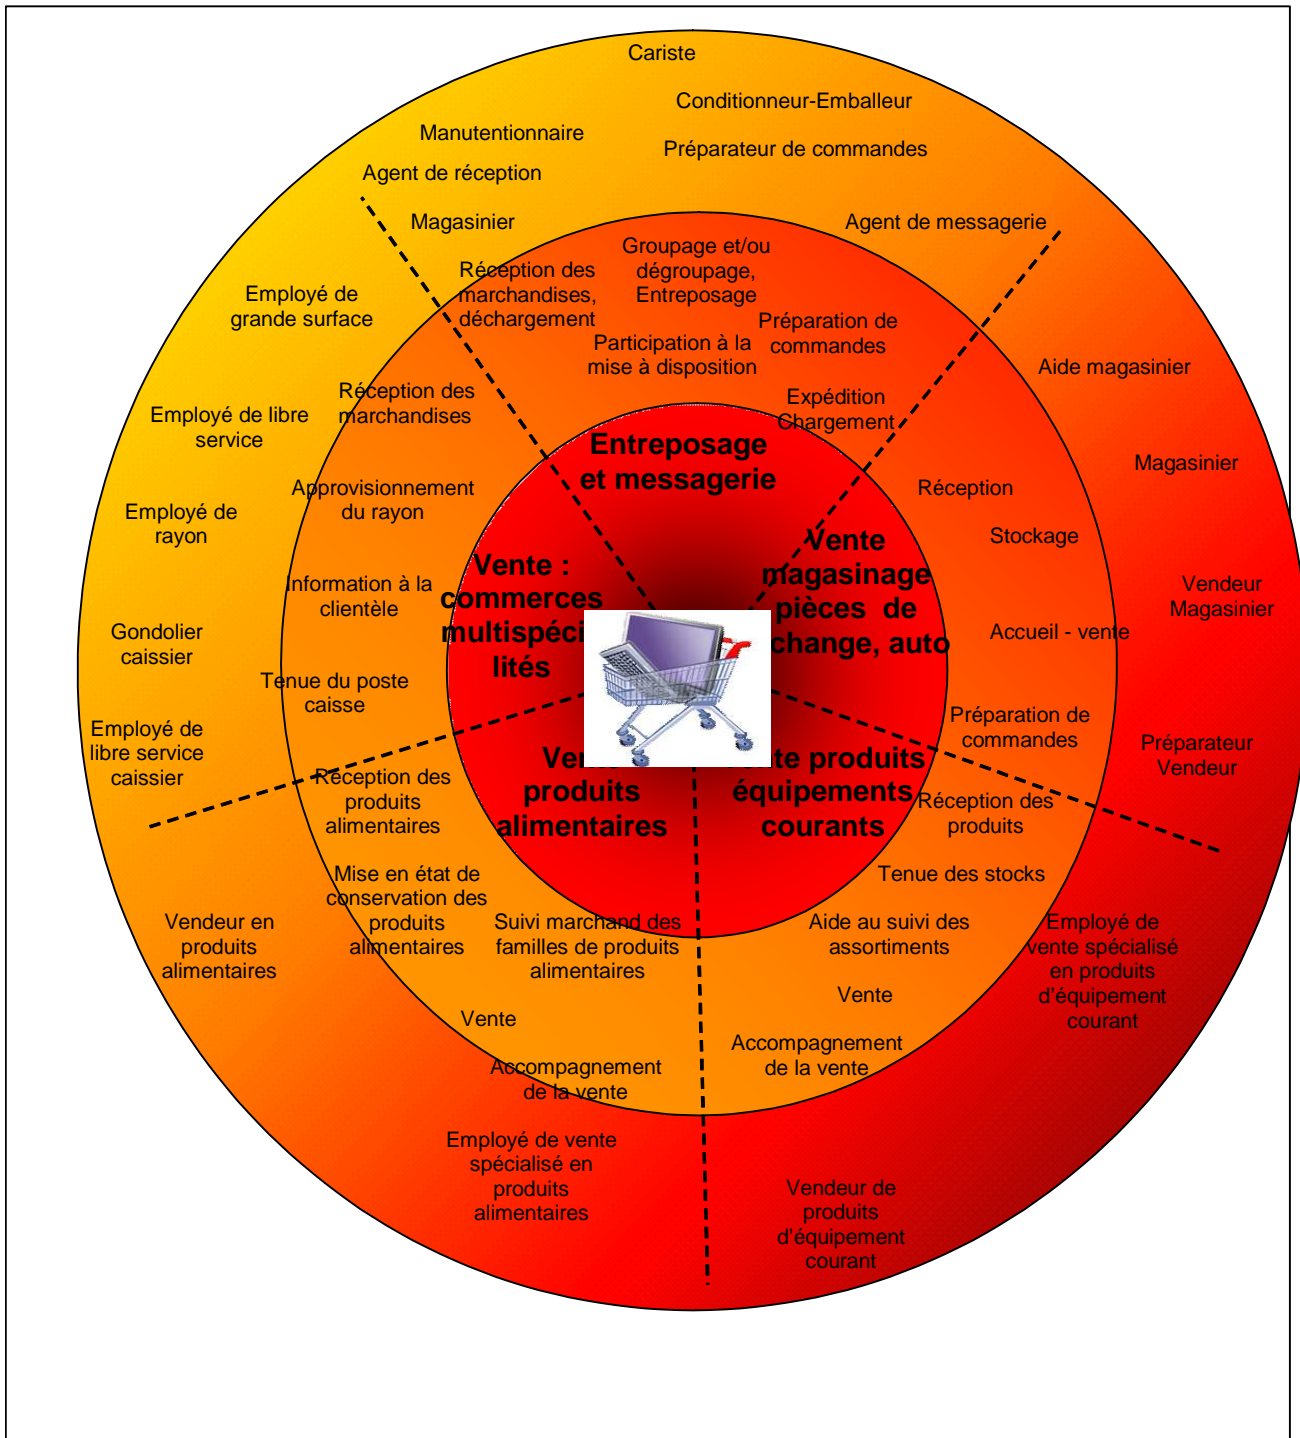 Cariste
Conditionneur-Emballeur
Manutentionnaire
Préparateur de commandes
Agent de réception
Magasinier
Agent de messagerie
Groupage et/ou
dégroupage,
Entreposage
Réception des
marchandises,
déchargement
Préparation de
commandes
Participation à la
mise à disposition
Expédition
Chargement
Entreposage
et messagerie
Employé de
grande surface
Employé de libre
service
Employé de
rayon
Gondolier
caissier
Employé de
libre service
caissier
Réception des
marchandises
Approvisionnement
du rayon
Information à la
clientèle
Tenue du poste
caisse
Vente :
commerces
multispéci
lités
Aide magasinier
Magasinier
Vendeur
Magasinier
Préparateur
Vendeur
Réception
Stockage
Accueil - vente
Préparation de
commandes
Vente
magasinage
pièces de
change, auto
produits
alimentaires
Réception des
produits
alimentaires
Mise en état de
conservation des
produits
alimentaires
Suivi marchand des
familles de produits
alimentaires
Vente
Accompagnement
de la vente
Vendeur en
produits
alimentaires
Employé de vente
spécialisé en
produits
alimentaires
produits
équipements
courants
Réception des
produits
Tenue des stocks
Aide au suivi des
assortiments
Vente
Accompagnement
de la vente
Employé de
vente spécialisé
en produits
d'équipement
courant
Vendeur de
produits
d'équipement
courant